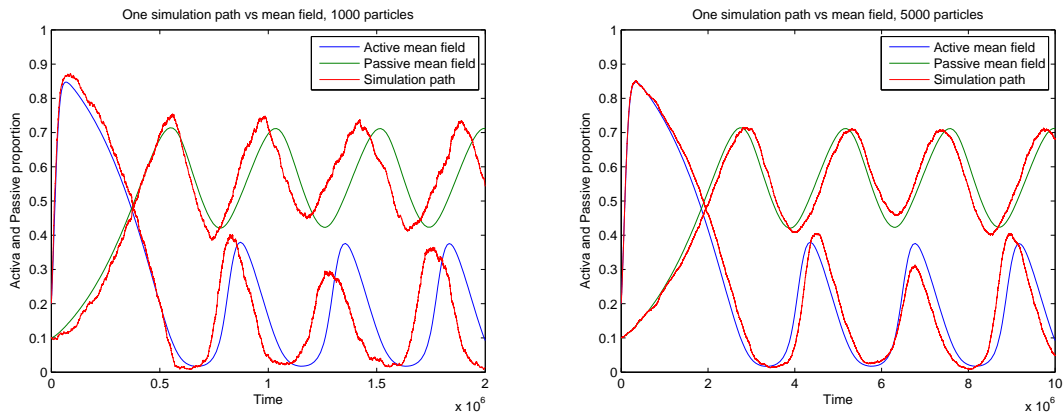 One simulation path vs mean field, 1000 particles
1
0.9
0.8
0.7
0.6
0.5
0.4
0.3
0.2
0.1
0
Activa and Passive proportion
Active mean field
Passive mean field
Simulation path
0
0.5
1
1.5
2
Time
x 10^6
One simulation path vs mean field, 5000 particles
1
0.9
0.8
0.7
0.6
0.5
0.4
0.3
0.2
0.1
0
Activa and Passive proportion
Active mean field
Passive mean field
Simulation path
0
2
4
6
8
10
Time
x 10^6